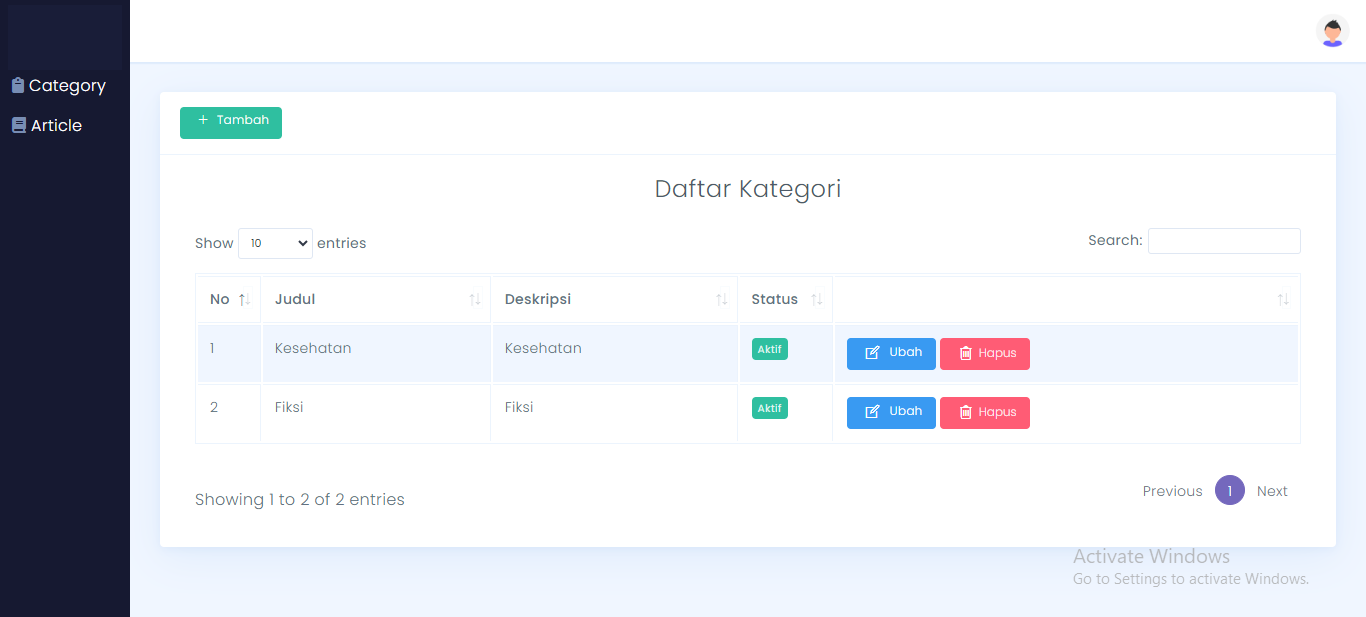 Category
Article
Tambah
Daftar Kategori
Show 10 entries
Search:
No Judul Deskripsi Status
1 Kesehatan Kesehatan Aktif Ubah Hapus
2 Fiksi Fiksi Aktif Ubah Hapus
Showing 1 to 2 of 2 entries
Previous 1 Next
Activate Windows
Go to Settings to activate Windows.